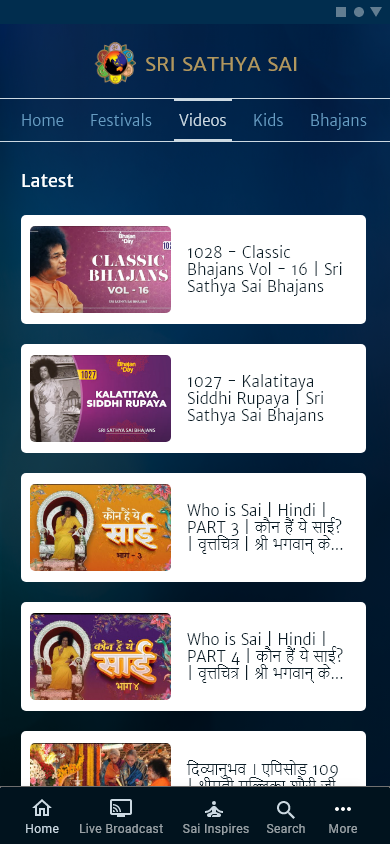 SRI SATHYA SAI
Home Festivals Videos Kids Bhajans
Latest
Bhajan
Day
CLASSIC
BHAJANS
VOL - 16
SRI SATHYA SAI BHAJANS
1028 - Classic
Bhajans Vol - 16 | Sri
Sathya Sai Bhajans
1027
Bhajan
Day
KALATITAYA
SIDDHI RUPAYA
SRI SATHYA SAI BHAJANS
1027 - Kalatitaya
Siddhi Rupaya | Sri
Sathya Sai Bhajans
कौन हैं ये
साई
भाग - ३
Who is Sai | Hindi |
PART 3 | कौन हैं ये साई?
| वृत्तचित्र | श्री भगवान् के...
कौन हैं ये
साई
भाग ४
Who is Sai | Hindi |
PART 4 | कौन हैं ये साई?
| वृत्तचित्र | श्री भगवान् के...
दिव्यानुभव । एपिसोड 109
Home Live Broadcast Sai Inspires Search More